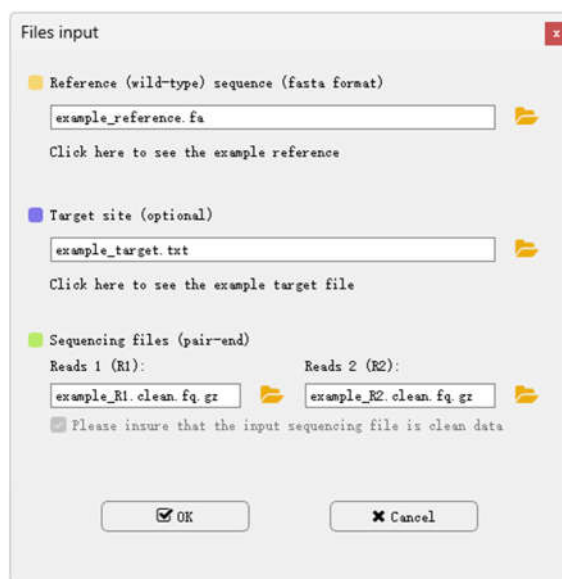 Files input
x
Reference (wild-type) sequence (fasta format)
example_reference.fa
Click here to see the example reference
Target site (optional)
example_target.txt
Click here to see the example target file
Sequencing files (pair-end)
Reads 1 (R1): Reads 2 (R2):
example_R1.clean.fq.gz example_R2.clean.fq.gz
Please insure that the input sequencing file is clean data
OK Cancel